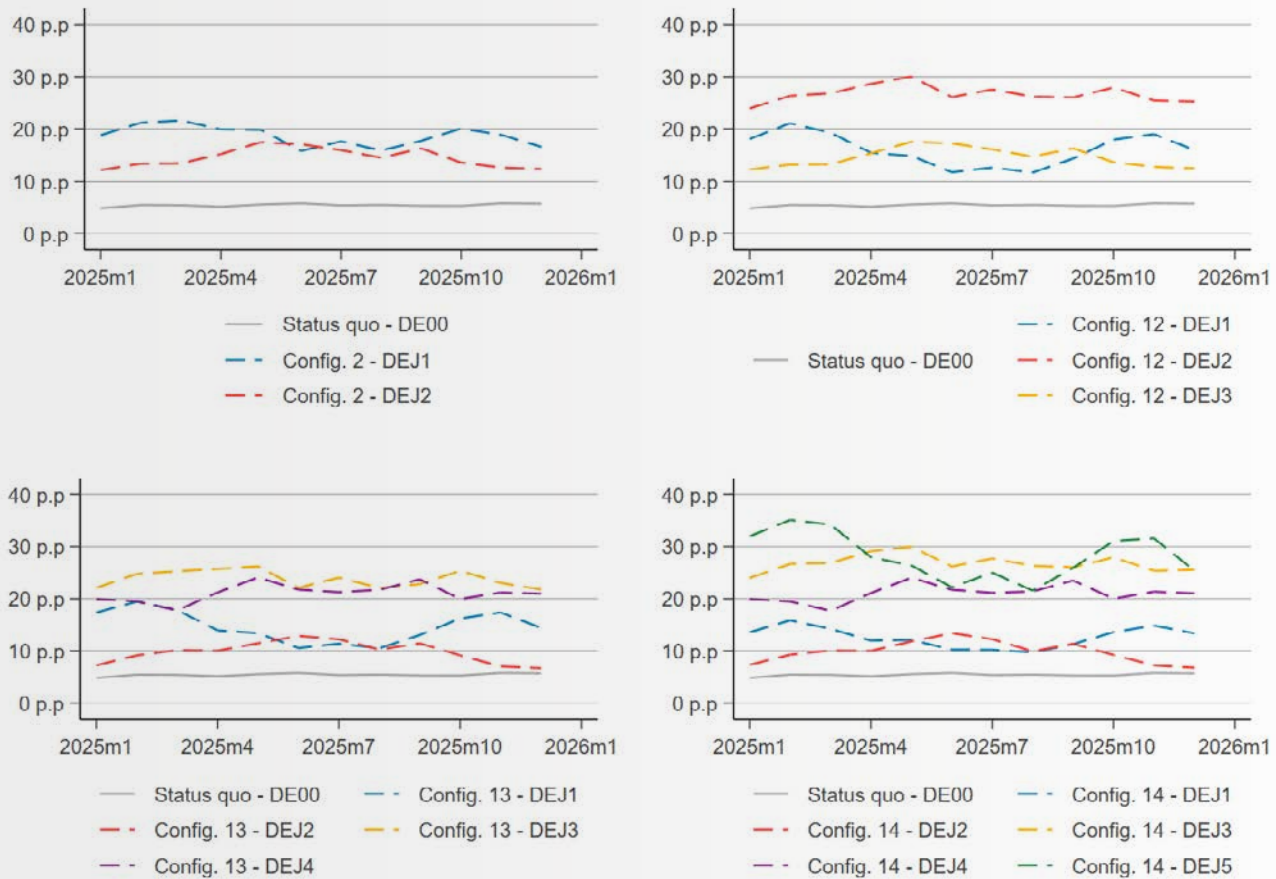 40 p.p
30 p.p
20 p.p
10 p.p
0 p.p
2025m1 2025m4 2025m7 2025m10 2026m1
Status quo - DE00
Config. 2 - DEJ1
Config. 2 - DEJ2
40 p.p
30 p.p
20 p.p
10 p.p
0 p.p
2025m1 2025m4 2025m7 2025m10 2026m1
Status quo - DE00
Config. 12 - DEJ1
Config. 12 - DEJ2
Config. 12 - DEJ3
40 p.p
30 p.p
20 p.p
10 p.p
0 p.p
2025m1 2025m4 2025m7 2025m10 2026m1
Status quo - DE00 Config. 13 - DEJ1
Config. 13 - DEJ2 Config. 13 - DEJ3
Config. 13 - DEJ4
40 p.p
30 p.p
20 p.p
10 p.p
0 p.p
2025m1 2025m4 2025m7 2025m10 2026m1
Status quo - DE00 Config. 14 - DEJ1
Config. 14 - DEJ2 Config. 14 - DEJ3
Config. 14 - DEJ4 Config. 14 - DEJ5